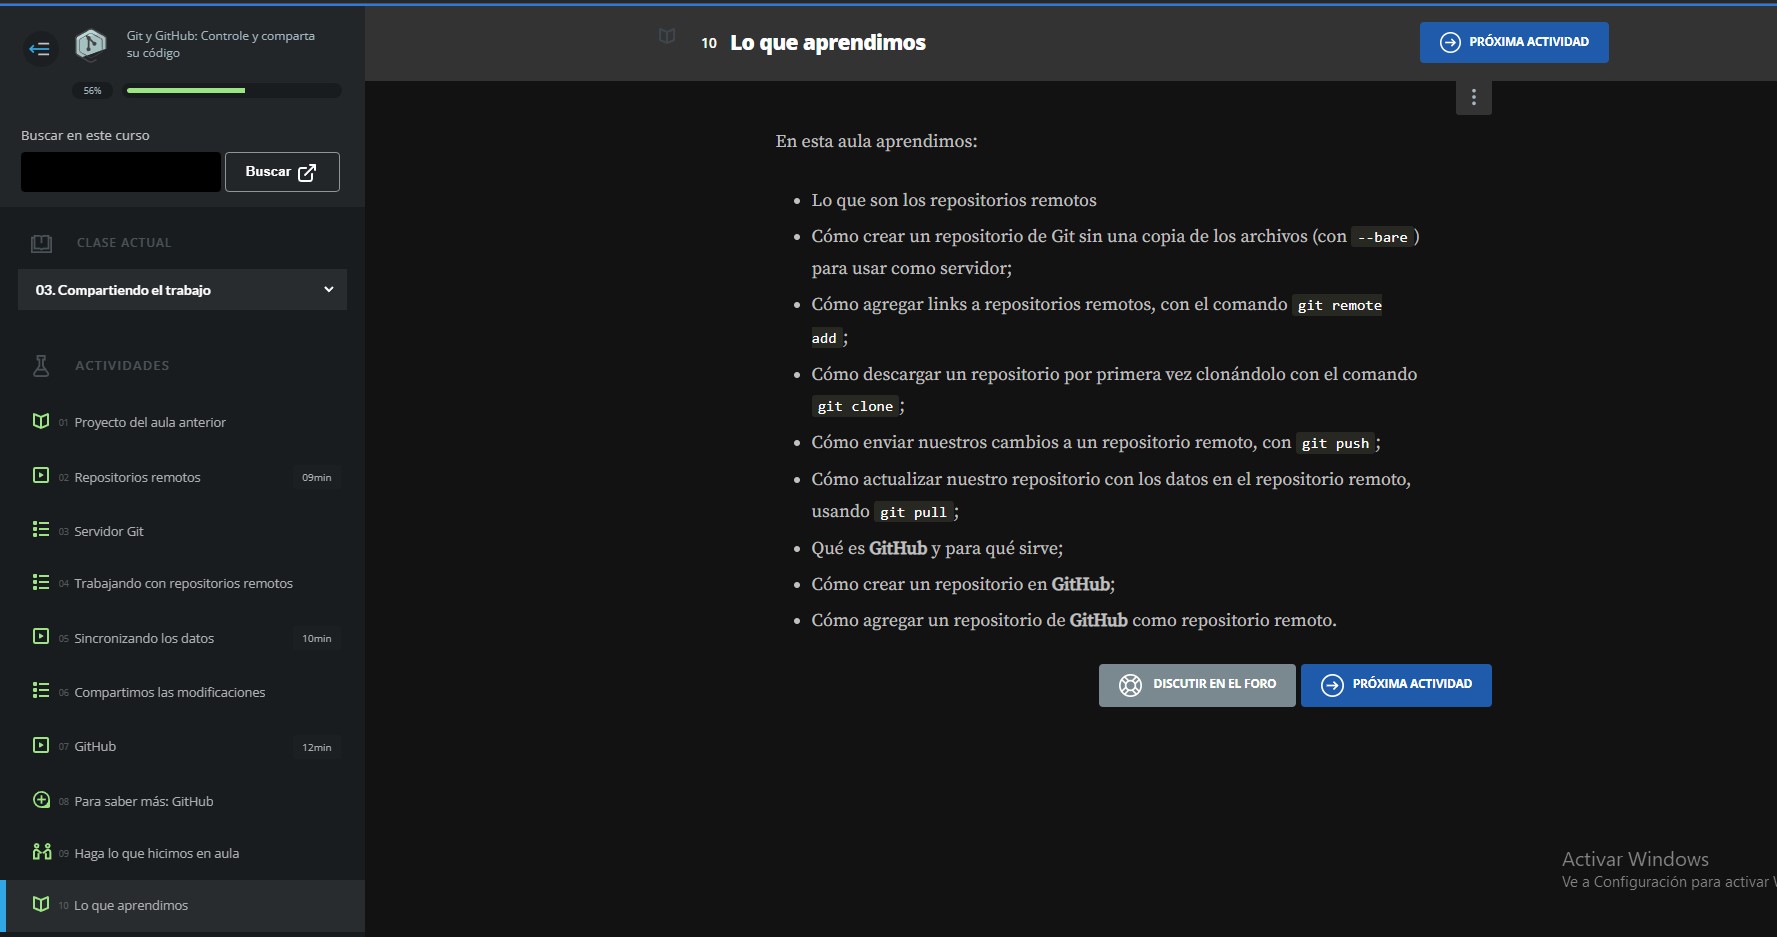 Git y GitHub: Controle y comparta
su código
56%
Buscar en este curso
Buscar
CLASE ACTUAL
03. Compartiendo el trabajo
ACTIVIDADES
01 Proyecto del aula anterior
02 Repositorios remotos 09min
03 Servidor Git
04 Trabajando con repositorios remotos
05 Sincronizando los datos 10min
06 Compartimos las modificaciones
07 GitHub 12min
08 Para saber más: GitHub
09 Haga lo que hicimos en aula
10 Lo que aprendimos
10 Lo que aprendimos
PRÓXIMA ACTIVIDAD
En esta aula aprendimos:
• Lo que son los repositorios remotos
• Cómo crear un repositorio de Git sin una copia de los archivos (con --bare )
para usar como servidor;
• Cómo agregar links a repositorios remotos, con el comando git remote
add ;
• Cómo descargar un repositorio por primera vez clonándolo con el comando
git clone ;
• Cómo enviar nuestros cambios a un repositorio remoto, con git push ;
• Cómo actualizar nuestro repositorio con los datos en el repositorio remoto,
usando git pull ;
• Qué es GitHub y para qué sirve;
• Cómo crear un repositorio en GitHub;
• Cómo agregar un repositorio de GitHub como repositorio remoto.
DISCUTIR EN EL FORO
PRÓXIMA ACTIVIDAD
Activar Windows
Ve a Configuración para activar